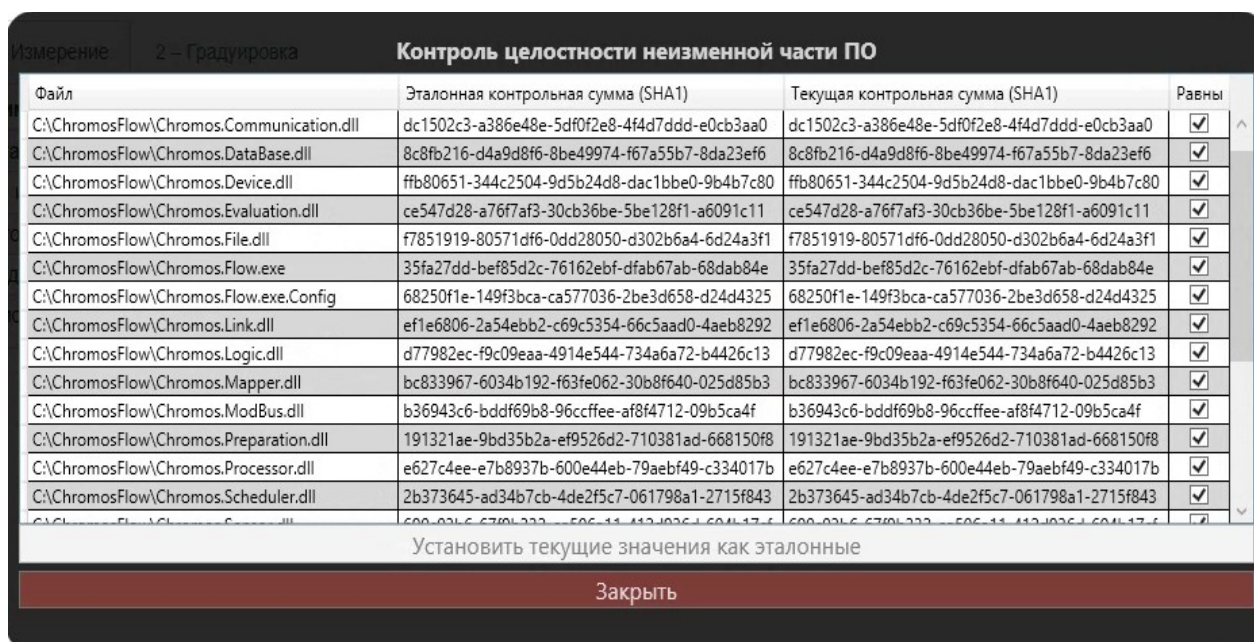 Измерение 2 – Градуировка
Контроль целостности неизменной части ПО
Файл Эталонная контрольная сумма (SHA1) Текущая контрольная сумма (SHA1) Равны
C:\ChromosFlow\Chromos.Communication.dll dc1502c3-a386e48e-5df0f2e8-4f4d7ddd-e0cb3aa0 dc1502c3-a386e48e-5df0f2e8-4f4d7ddd-e0cb3aa0
C:\ChromosFlow\Chromos.DataBase.dll 8c8fb216-d4a9d8f6-8be49974-f67a55b7-8da23ef6 8c8fb216-d4a9d8f6-8be49974-f67a55b7-8da23ef6
C:\ChromosFlow\Chromos.Device.dll ffb80651-344c2504-9d5b24d8-dac1bbe0-9b4b7c80 ffb80651-344c2504-9d5b24d8-dac1bbe0-9b4b7c80
C:\ChromosFlow\Chromos.Evaluation.dll ce547d28-a76f7af3-30cb36be-5be128f1-a6091c11 ce547d28-a76f7af3-30cb36be-5be128f1-a6091c11
C:\ChromosFlow\Chromos.File.dll f7851919-80571df6-0dd28050-d302b6a4-6d24a3f1 f7851919-80571df6-0dd28050-d302b6a4-6d24a3f1
C:\ChromosFlow\Chromos.Flow.exe 35fa27dd-bef85d2c-76162ebf-dfab67ab-68dab84e 35fa27dd-bef85d2c-76162ebf-dfab67ab-68dab84e
C:\ChromosFlow\Chromos.Flow.exe.Config 68250f1e-149f3bca-ca577036-2be3d658-d24d4325 68250f1e-149f3bca-ca577036-2be3d658-d24d4325
C:\ChromosFlow\Chromos.Link.dll ef1e6806-2a54ebb2-c69c5354-66c5aad0-4aeb8292 ef1e6806-2a54ebb2-c69c5354-66c5aad0-4aeb8292
C:\ChromosFlow\Chromos.Logic.dll d77982ec-f9c09eaa-4914e544-734a6a72-b4426c13 d77982ec-f9c09eaa-4914e544-734a6a72-b4426c13
C:\ChromosFlow\Chromos.Mapper.dll bc833967-6034b192-f63fe062-30b8f640-025d85b3 bc833967-6034b192-f63fe062-30b8f640-025d85b3
C:\ChromosFlow\Chromos.ModBus.dll b36943c6-bddf69b8-96ccffee-af8f4712-09b5ca4f b36943c6-bddf69b8-96ccffee-af8f4712-09b5ca4f
C:\ChromosFlow\Chromos.Preparation.dll 191321ae-9bd35b2a-ef9526d2-710381ad-668150f8 191321ae-9bd35b2a-ef9526d2-710381ad-668150f8
C:\ChromosFlow\Chromos.Processor.dll e627c4ee-e7b8937b-600e44eb-79aebf49-c334017b e627c4ee-e7b8937b-600e44eb-79aebf49-c334017b
C:\ChromosFlow\Chromos.Scheduler.dll 2b373645-ad34b7cb-4de2f5c7-061798a1-2715f843 2b373645-ad34b7cb-4de2f5c7-061798a1-2715f843
Установить текущие значения как эталонные
Закрыть